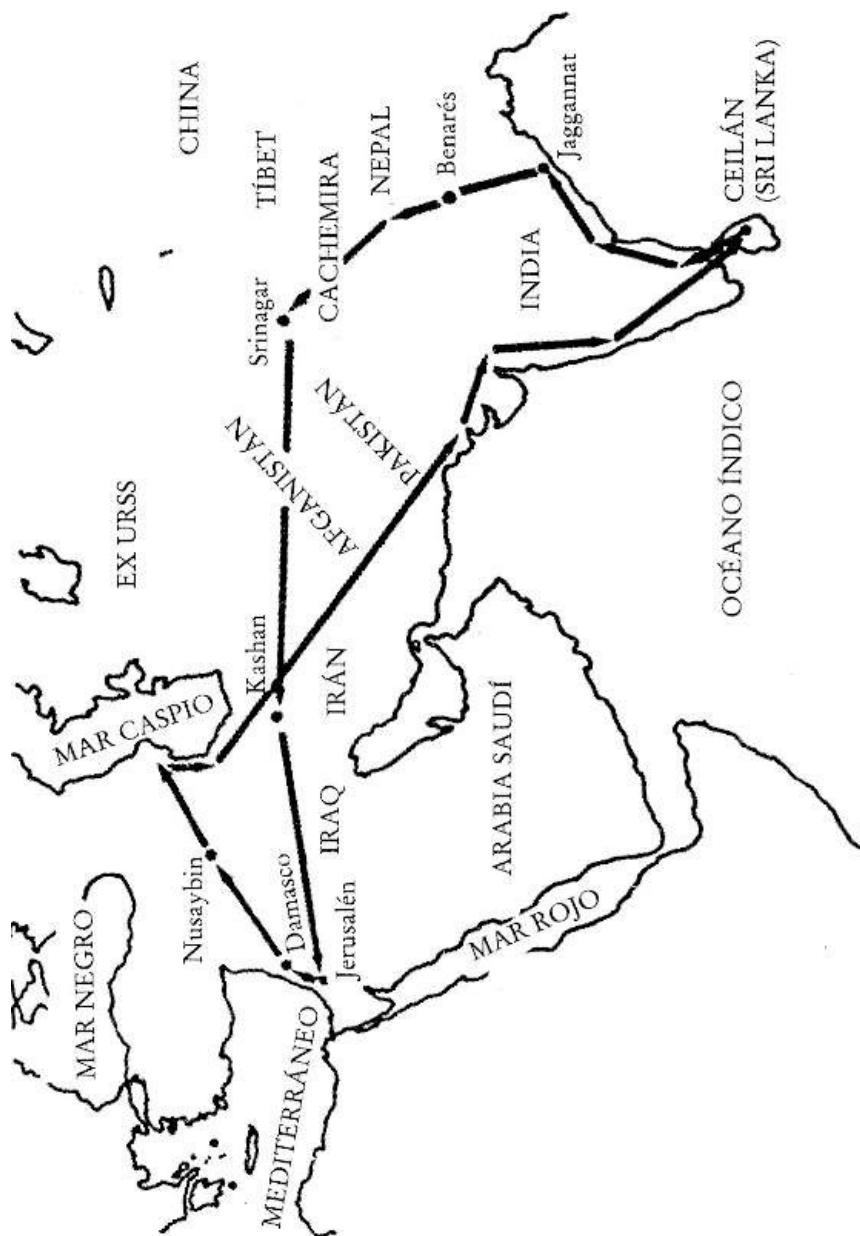 MAR NEGRO
MAR CASPIO
EX URSS
CHINA
TÍBET
Nusaybin
Kashan
Srinagar
CACHEMIRA
NEPAL
Benarés
Jaggannat
MEDITERRÁNEO
Damasco
Jerusalén
IRAQ
IRÁN
AFGANISTÁN
PAKISTÁN
INDIA
ARABIA SAUDÍ
MAR ROJO
OCÉANO ÍNDICO
CEILÁN
(SRI LANKA)